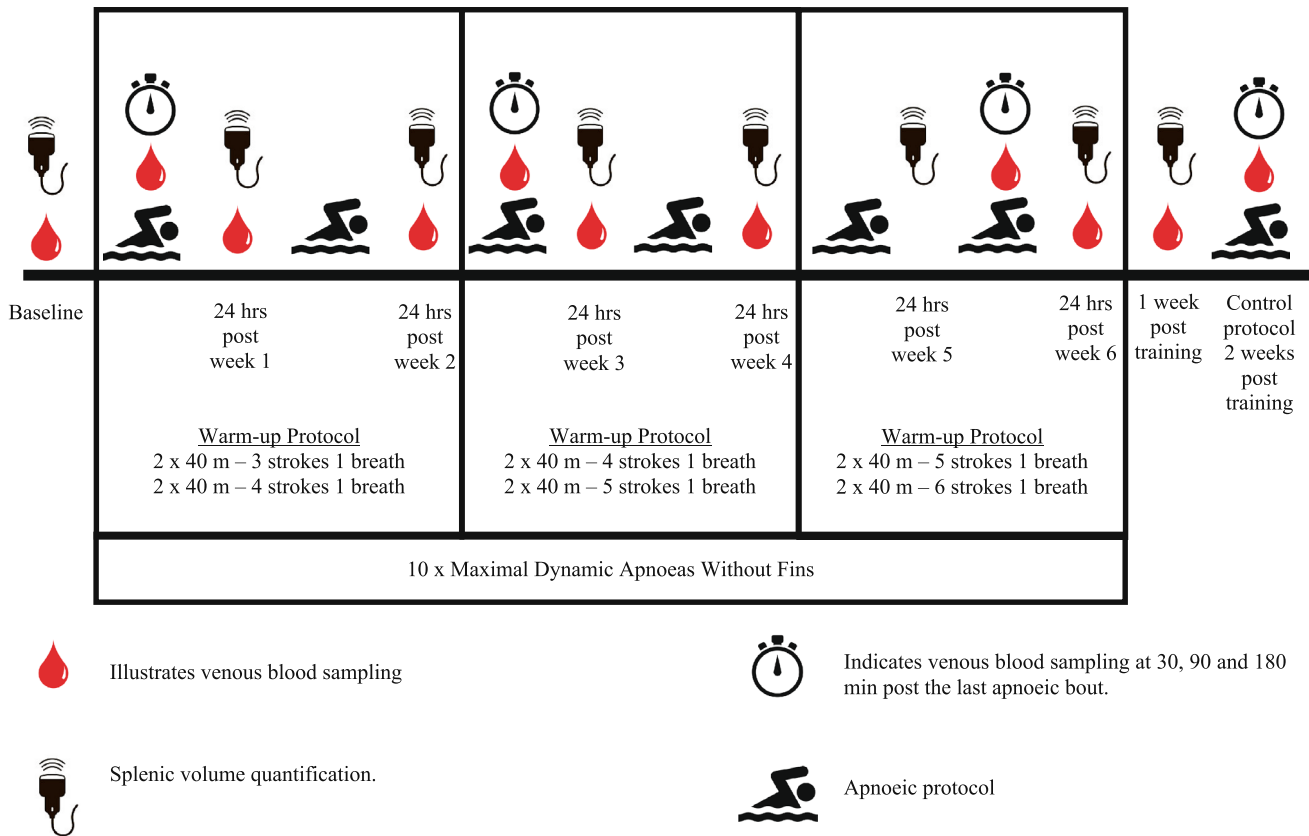 Baseline
24 hrs
post
week 1
24 hrs
post
week 2
24 hrs
post
week 3
24 hrs
post
week 4
24 hrs
post
week 5
24 hrs
post
week 6
1 week
post
training
Control
protocol
2 weeks
post
training
Warm-up Protocol
2 x 40 m – 3 strokes 1 breath
2 x 40 m – 4 strokes 1 breath
Warm-up Protocol
2 x 40 m – 4 strokes 1 breath
2 x 40 m – 5 strokes 1 breath
Warm-up Protocol
2 x 40 m – 5 strokes 1 breath
2 x 40 m – 6 strokes 1 breath
10 x Maximal Dynamic Apnoeas Without Fins
Illustrates venous blood sampling
Indicates venous blood sampling at 30, 90 and 180
min post the last apnoeic bout.
Splenic volume quantification.
Apnoeic protocol